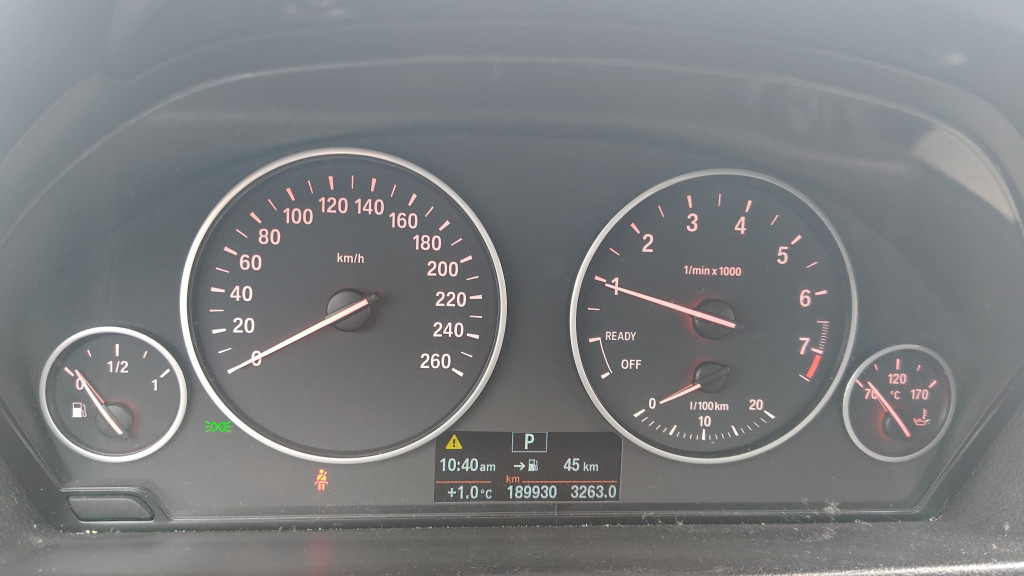 0 1/2 1
0 20 40 60 80 100 120 140 160 180 200 220 240 260
km/h
1 2 3 4 5 6 7
1/min x 1000
READY
OFF
0 10 20
l/100km
70 120 170
°C
P
10:40 am 45 km
km
+1.0 °C 189930 3263.0